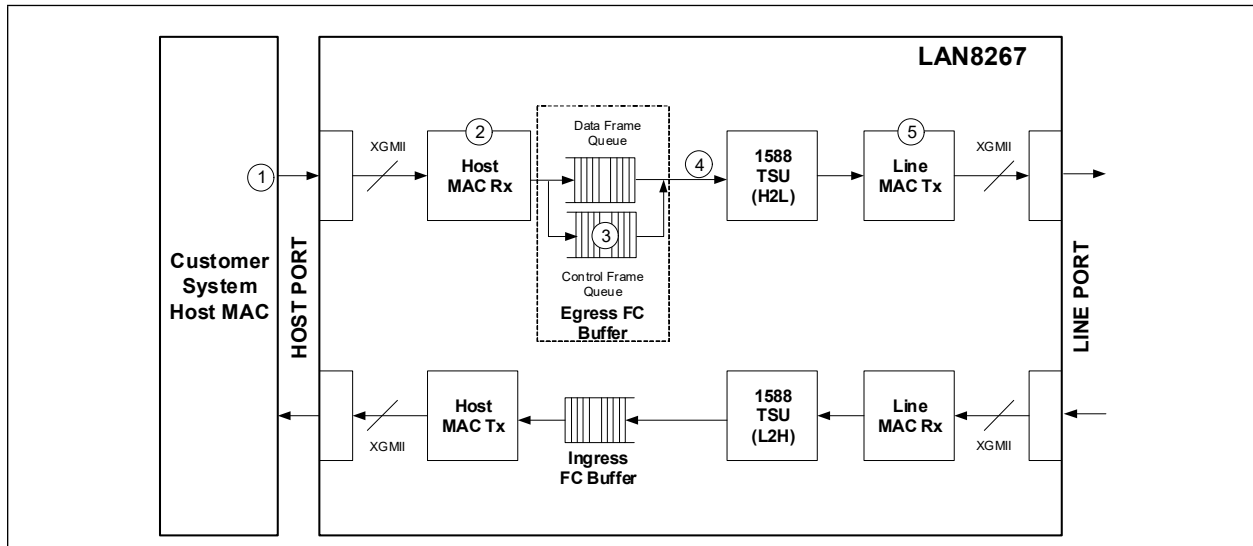 LAN8267
Customer
System
Host MAC
HOST PORT
1
XGMII
2
Host
MAC Rx
Data Frame
Queue
3
Control Frame
Queue
Egress FC
Buffer
4
1588
TSU
(H2L)
5
Line
MAC Tx
XGMII
LINE PORT
XGMII
Host
MAC Tx
Ingress
FC Buffer
1588
TSU
(L2H)
Line
MAC Rx
XGMII